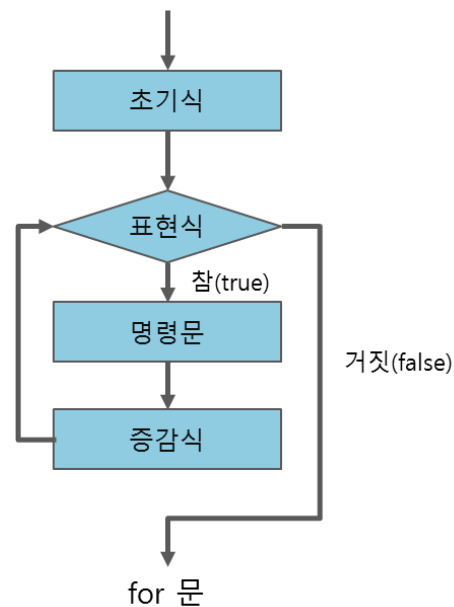 초기식
표현식
참(true)
명령문
거짓(false)
증감식
for 문